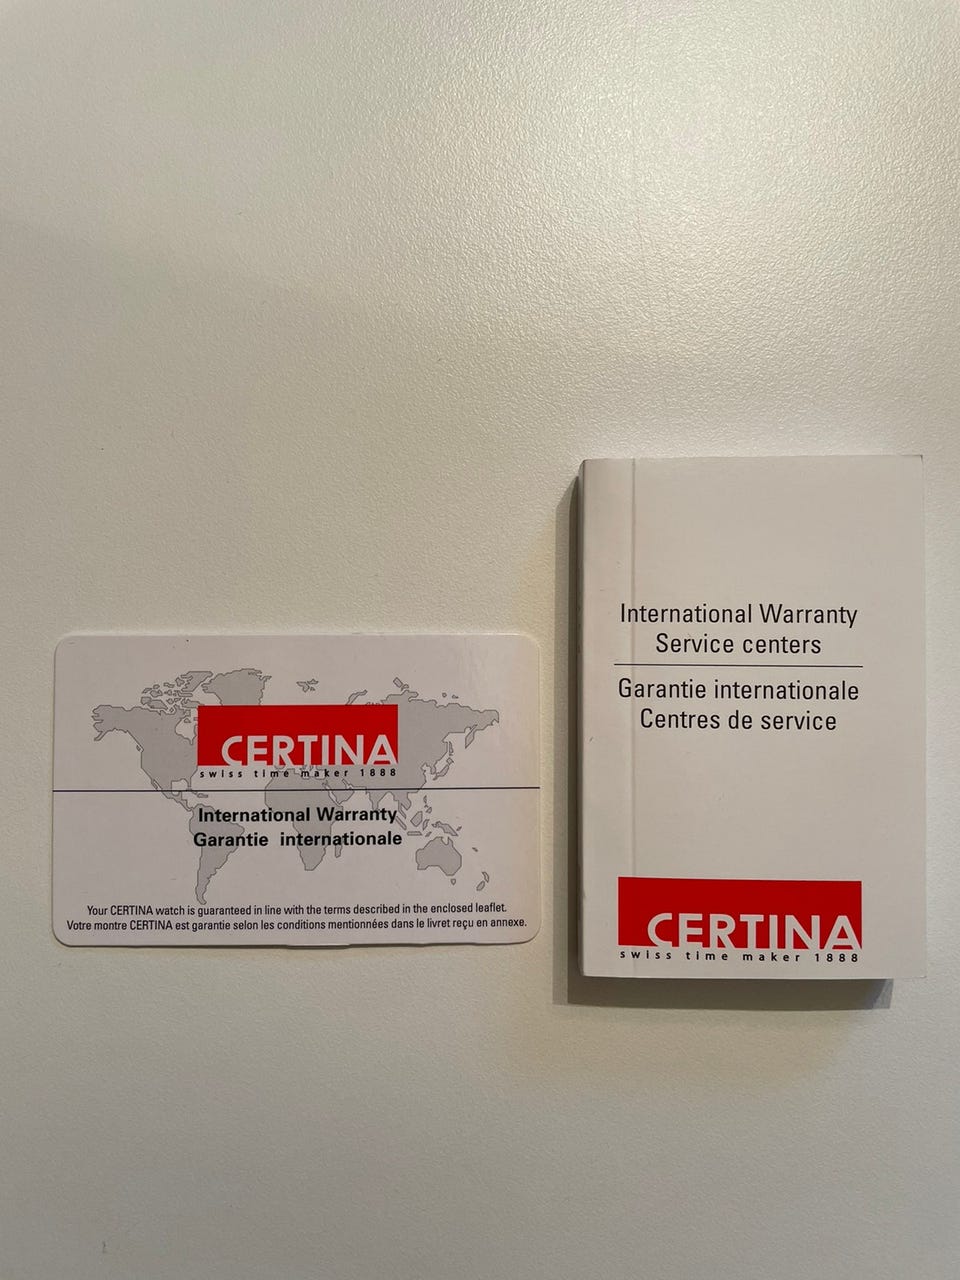 CERTINA
swiss time maker 1888
International Warranty
Garantie internationale
Your CERTINA watch is guaranteed in line with the terms described in the enclosed leaflet.
Votre montre CERTINA est garantie selon les conditions mentionnées dans le livret reçu en annexe.
International Warranty
Service centers
Garantie internationale
Centres de service
CERTINA
swiss time maker 1888